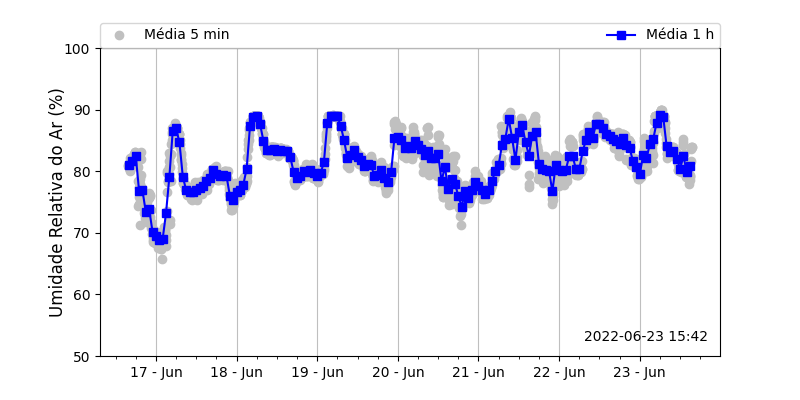 Média 5 min
Média 1 h
Umidade Relativa do Ar (%)
100
90
80
70
60
50
2022-06-23 15:42
17 - Jun
18 - Jun
19 - Jun
20 - Jun
21 - Jun
22 - Jun
23 - Jun